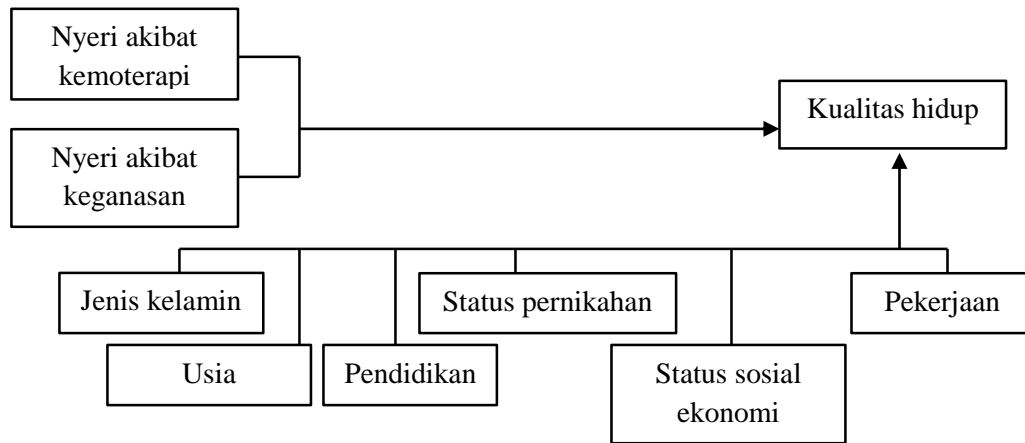 Nyeri akibat
kemoterapi
Kualitas hidup
Nyeri akibat
keganasan
Jenis kelamin
Status pernikahan
Pekerjaan
Usia
Pendidikan
Status sosial
ekonomi